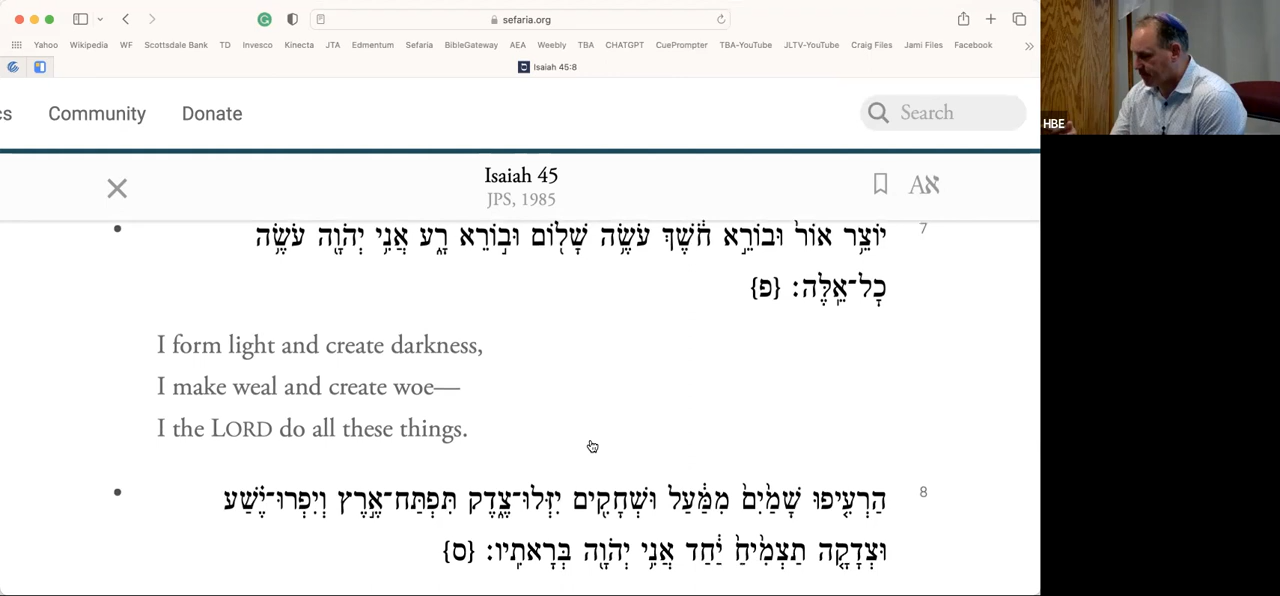 sefaria.org
Yahoo Wikipedia WF Scottsdale Bank TD Invesco Kinecta JTA Edmentum Sefaria BibleGateway AEA Weebly TBA CHATGPT CuePrompter TBA-YouTube JLTV-YouTube Craig Files Jami Files Facebook
Isaiah 45:8
cs Community Donate Search
Isaiah 45
JPS, 1985
7
יוֹצֵ֥ר אוֹר֙ וּבוֹרֵ֣א חֹ֔שֶׁךְ עֹשֶׂ֥ה שָׁל֖וֹם וּב֣וֹרֵא רָ֑ע אֲנִ֥י יְהֹוָ֖ה עֹשֶׂ֥ה
כׇל־אֵֽלֶּה׃ {פ}
I form light and create darkness,
I make weal and create woe—
I the LORD do all these things.
8
הַרְעִ֤יפוּ שָׁמַ֙יִם֙ מִמַּ֔עַל וּשְׁחָקִ֖ים יִזְּלוּ־צֶ֑דֶק תִּפְתַּח־אֶ֣רֶץ וְיִפְרוּ־יֶ֗שַׁע
וּצְדָקָ֤ה תַצְמִ֙יחַ֙ יַ֔חַד אֲנִ֥י יְהֹוָ֖ה בְּרָאתִֽיו׃ {ס}
HBE